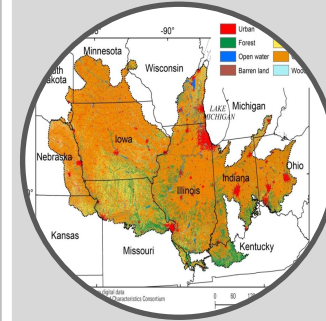 -90°
Urban
Forest
Open water
Barren land
Wood
Minnesota
Wisconsin
South
Dakota
LAKE
MICHIGAN
Michigan
Iowa
Nebraska
Illinois
Indiana
Ohio
Kansas
Missouri
Kentucky
digital data
Characteristics Consortium
0 50